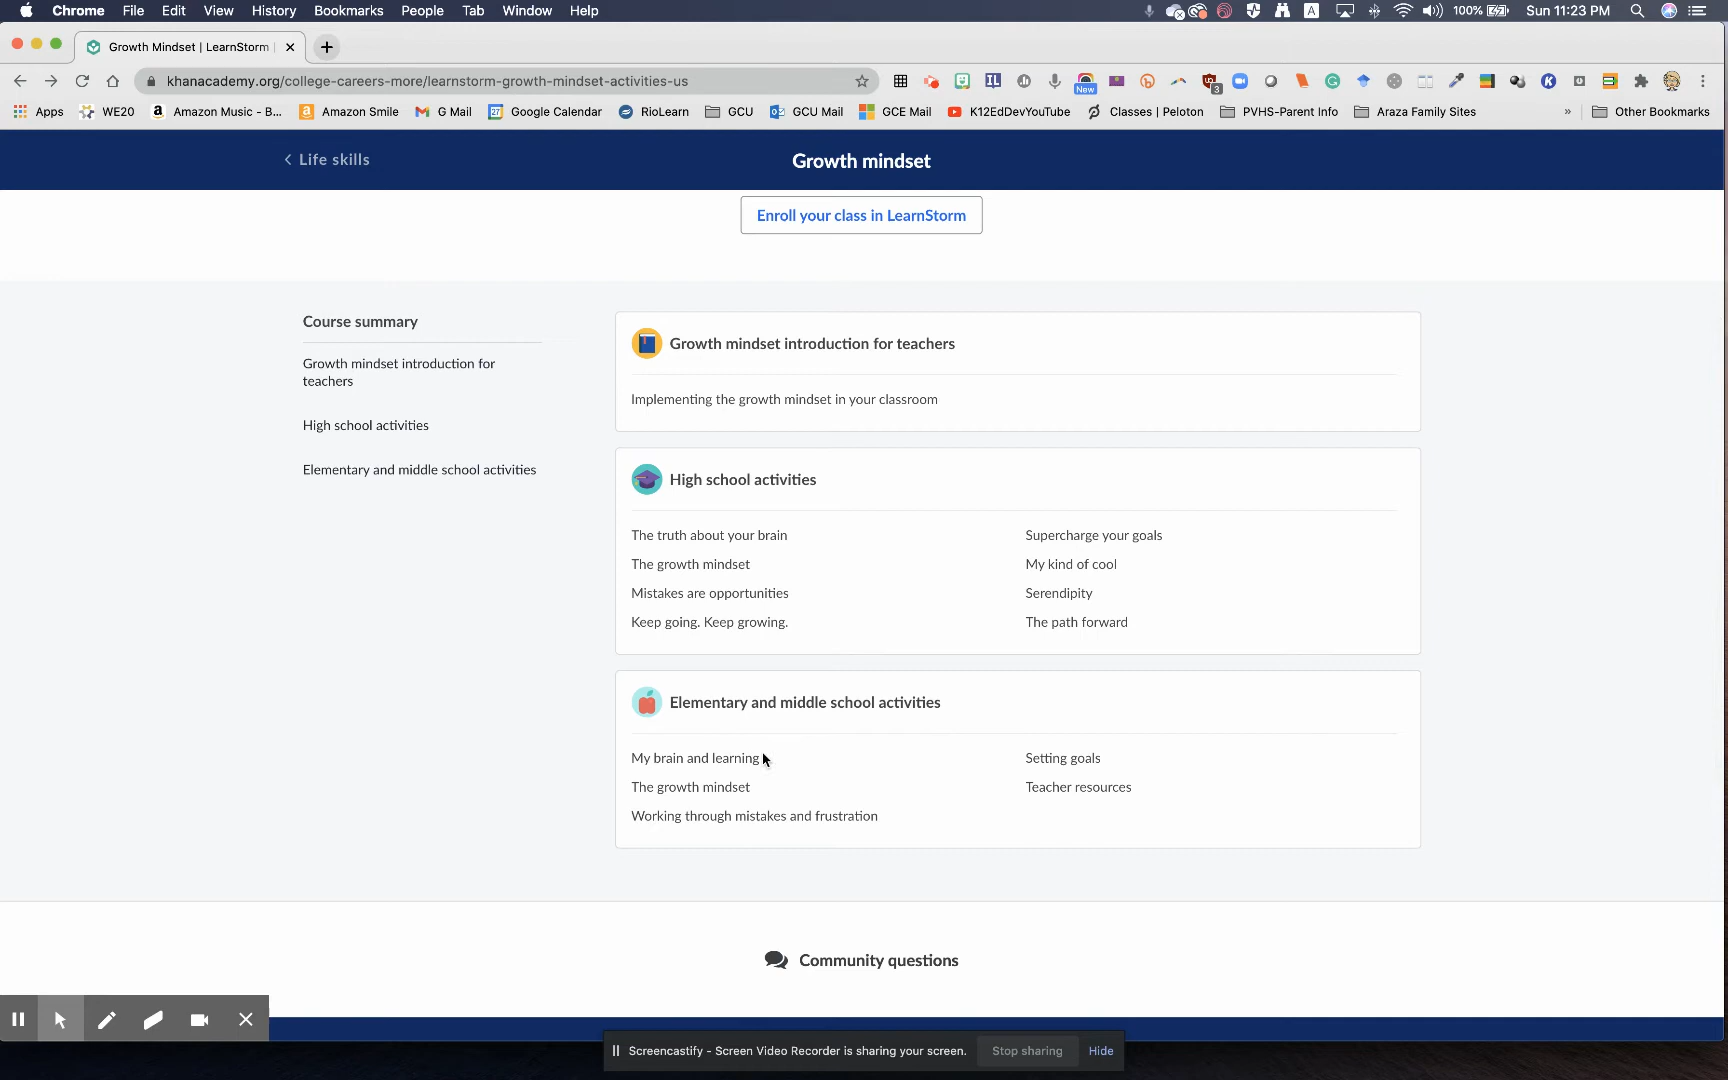 Chrome File Edit View History Bookmarks People Tab Window Help
A 100% Sun 11:23 PM
Growth Mindset | LearnStorm
khanacademy.org/college-careers-more/learnstorm-growth-mindset-activities-us
New 3
Apps WE20 Amazon Music - B... Amazon Smile G Mail 27 Google Calendar RioLearn GCU GCU Mail GCE Mail K12EdDevYouTube Classes | Peloton PVHS-Parent Info Araza Family Sites » Other Bookmarks
Life skills
Growth mindset
Enroll your class in LearnStorm
Course summary
Growth mindset introduction for
teachers
High school activities
Elementary and middle school activities
Growth mindset introduction for teachers
Implementing the growth mindset in your classroom
High school activities
The truth about your brain
The growth mindset
Mistakes are opportunities
Keep going. Keep growing.
Supercharge your goals
My kind of cool
Serendipity
The path forward
Elementary and middle school activities
My brain and learning
The growth mindset
Working through mistakes and frustration
Setting goals
Teacher resources
Community questions
Screencastify - Screen Video Recorder is sharing your screen. Stop sharing Hide